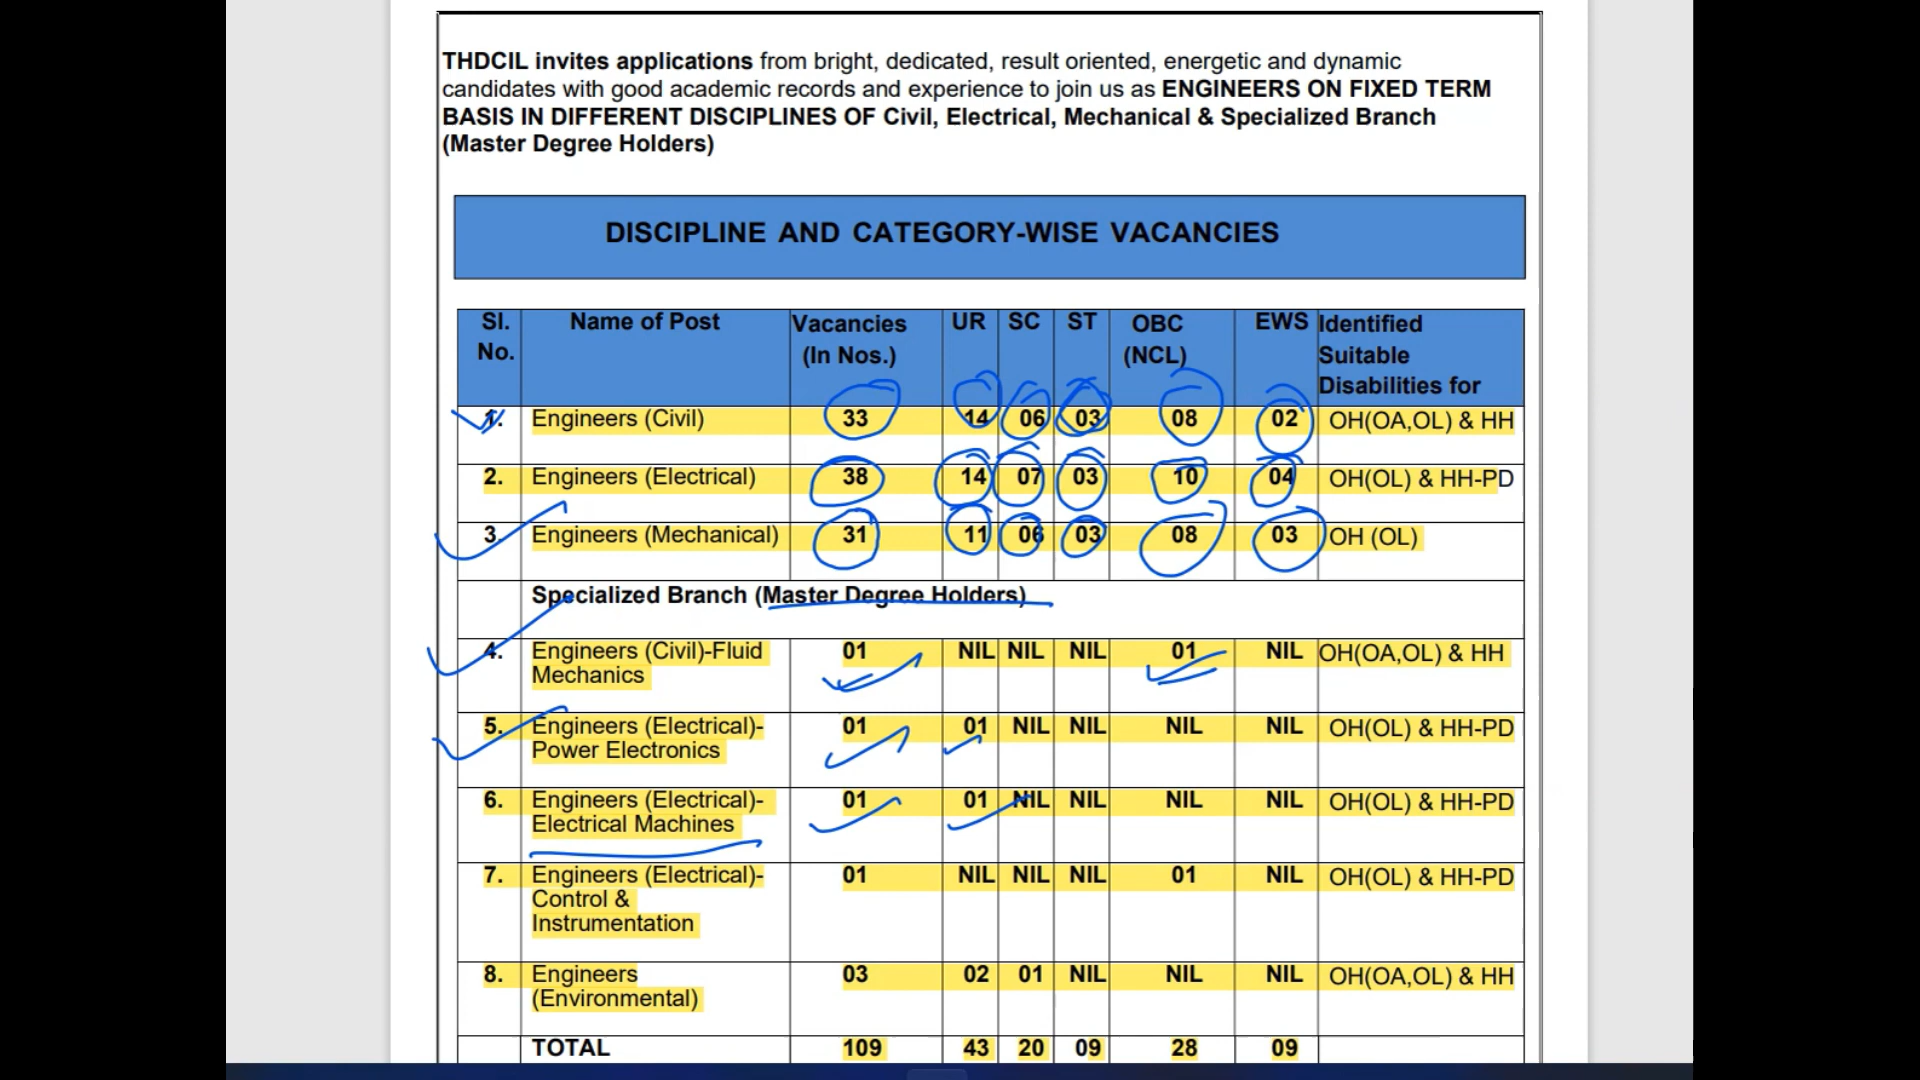 THDCIL invites applications from bright, dedicated, result oriented, energetic and dynamic
candidates with good academic records and experience to join us as ENGINEERS ON FIXED TERM
BASIS IN DIFFERENT DISCIPLINES OF Civil, Electrical, Mechanical & Specialized Branch
(Master Degree Holders)
DISCIPLINE AND CATEGORY-WISE VACANCIES
Sl. No. Name of Post Vacancies (In Nos.) UR SC ST OBC (NCL) EWS Identified Suitable Disabilities for
1. Engineers (Civil) 33 14 06 03 08 02 OH(OA,OL) & HH
2. Engineers (Electrical) 38 14 07 03 10 04 OH(OL) & HH-PD
3. Engineers (Mechanical) 31 11 06 03 08 03 OH (OL)
Specialized Branch (Master Degree Holders)
4. Engineers (Civil)-Fluid Mechanics 01 NIL NIL NIL 01 NIL OH(OA,OL) & HH
5. Engineers (Electrical)- Power Electronics 01 01 NIL NIL NIL NIL OH(OL) & HH-PD
6. Engineers (Electrical)- Electrical Machines 01 01 NIL NIL NIL NIL OH(OL) & HH-PD
7. Engineers (Electrical)- Control & Instrumentation 01 NIL NIL NIL 01 NIL OH(OL) & HH-PD
8. Engineers (Environmental) 03 02 01 NIL NIL NIL OH(OA,OL) & HH
TOTAL 109 43 20 09 28 09